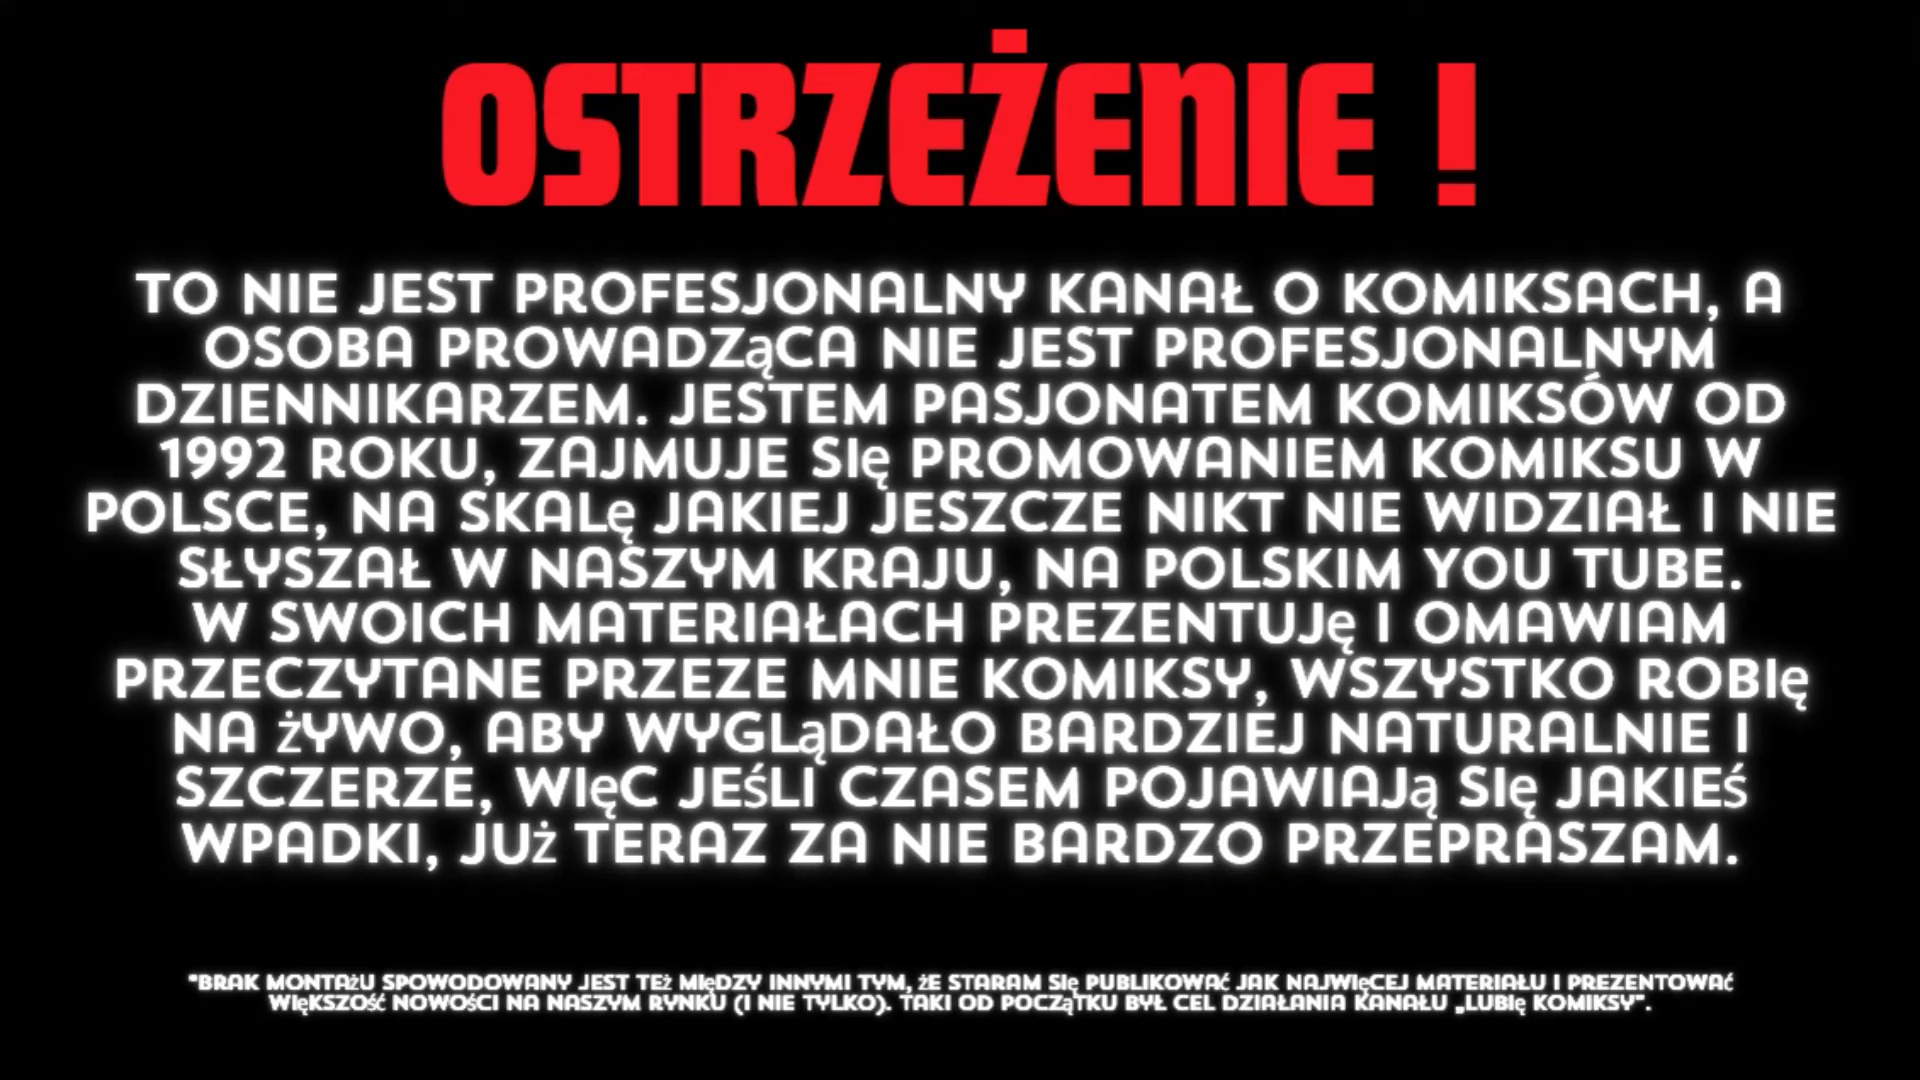 OSTRZEŻENIE !
TO NIE JEST PROFESJONALNY KANAŁ O KOMIKSACH, A
OSOBA PROWADZąCA NIE JEST PROFESJONALNYM
DZIENNIKARZEM. JESTEM PASJONATEM KOMIKSÓW OD
1992 ROKU, ZAJMUJE SIę PROMOWANIEM KOMIKSU W
POLSCE, NA SKALę JAKIEJ JESZCZE NIKT NIE WIDZIAŁ I NIE
SŁYSZAŁ W NASZYM KRAJU, NA POLSKIM YOU TUBE.
W SWOICH MATERIAŁACH PREZENTUJę I OMAWIAM
PRZECZYTANE PRZEZE MNIE KOMIKSY, WSZYSTKO ROBIę
NA żYWO, ABY WYGLąDAŁO BARDZIEJ NATURALNIE I
SZCZERZE, WIęC JEśLI CZASEM POJAWIAJą SIę JAKIEś
WPADKI, JUż TERAZ ZA NIE BARDZO PRZEPRASZAM.
"BRAK MONTAżU SPOWODOWANY JEST TEż MIęDZY INNYMI TYM, ŻE STARAM SIę PUBLIKOWAć JAK NAJWIęCEJ MATERIAŁU I PREZENTOWAć
WIęKSZOść NOWOśCI NA NASZYM RYNKU (I NIE TYLKO). TAKI OD POCZąTKU BYŁ CEL DZIAŁANIA KANAŁU „LUBIę KOMIKSY".